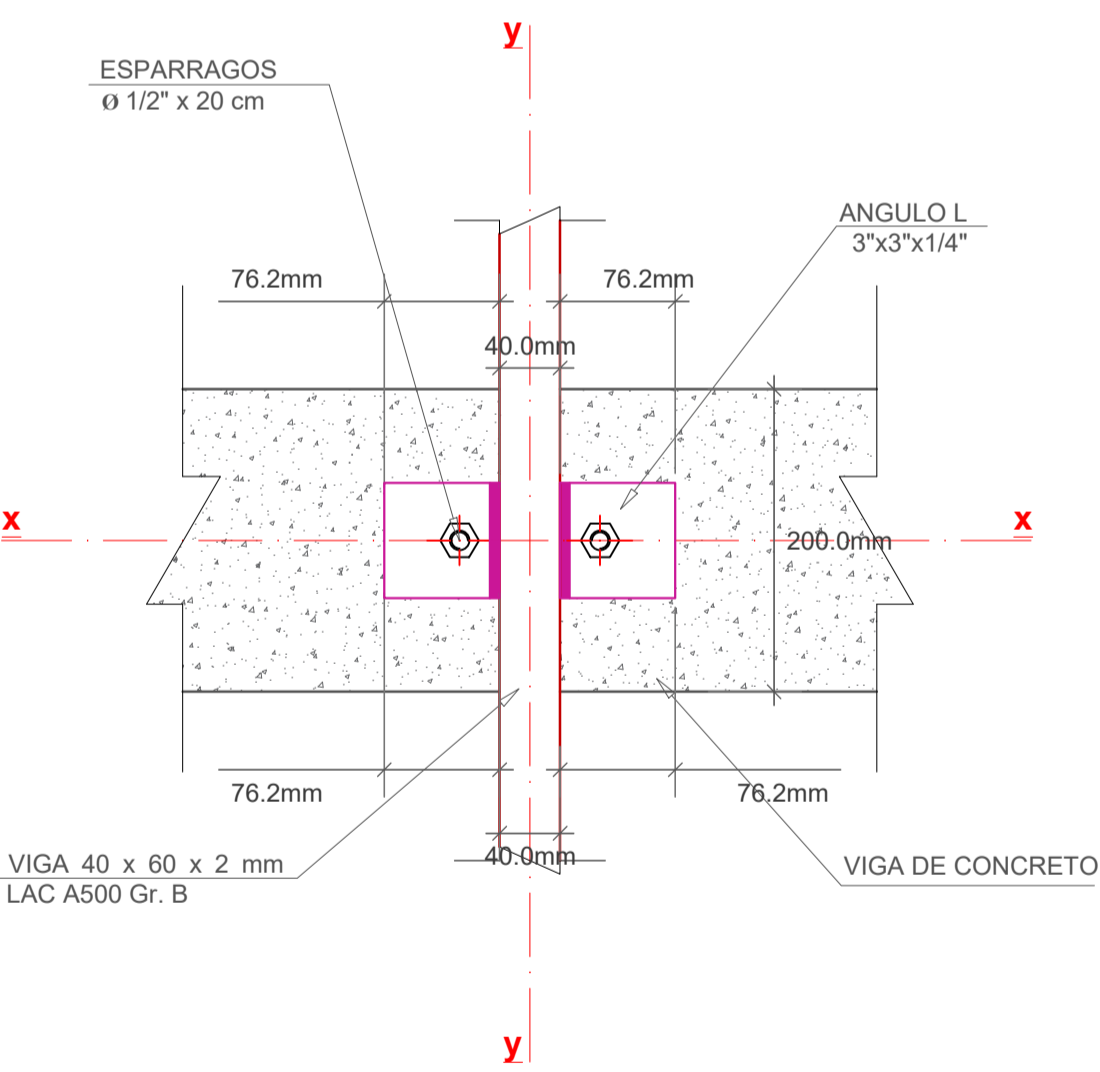 y
ESPARRAGOS
Ø 1/2" x 20 cm
ANGULO L
3"x3"x1/4"
76.2mm
76.2mm
40.0mm
x
x
200.0mm
76.2mm
76.2mm
40.0mm
VIGA 40 x 60 x 2 mm
LAC A500 Gr. B
VIGA DE CONCRETO
y